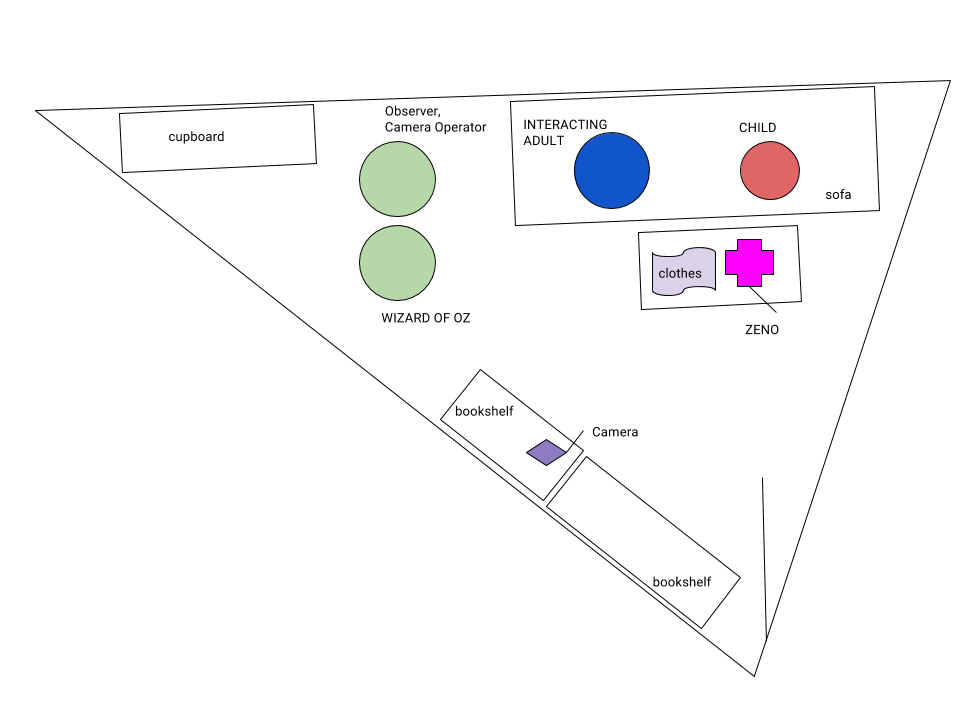 Observer,
Camera Operator
cupboard
INTERACTING
ADULT
CHILD
sofa
clothes
WIZARD OF OZ
ZENO
bookshelf
Camera
bookshelf